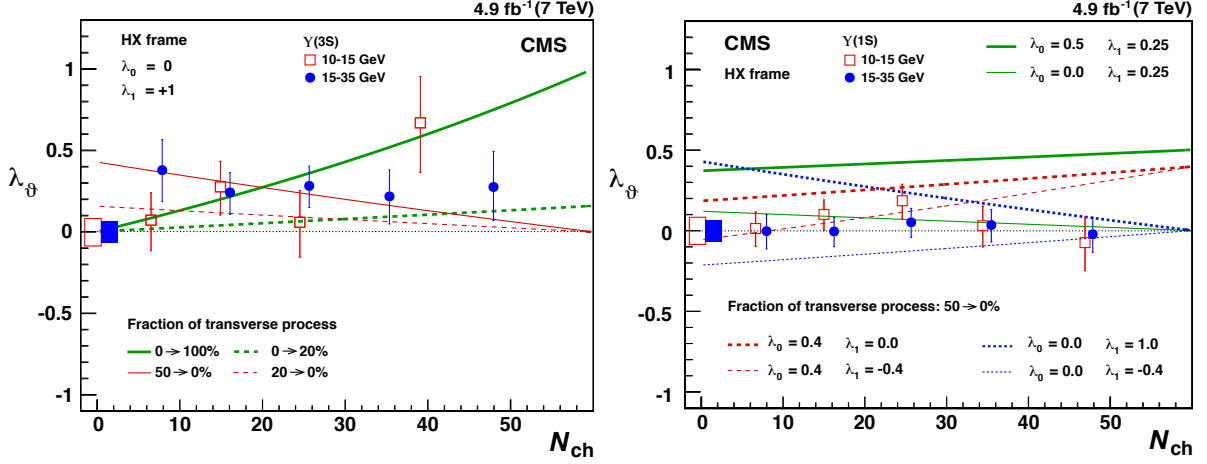 4.9 fb⁻¹(7 TeV)
HX frame
λ₀ = 0
λ₁ = +1
ϒ(3S)
10-15 GeV
15-35 GeV
CMS
1
0.5
0
-0.5
-1
λϑ
Fraction of transverse process
0→100%
0→20%
50→0%
20→0%
0 10 20 30 40 50
Nch
4.9 fb⁻¹(7 TeV)
CMS
HX frame
ϒ(1S)
10-15 GeV
15-35 GeV
λ₀ = 0.5 λ₁ = 0.25
λ₀ = 0.0 λ₁ = 0.25
1
0.5
0
-0.5
-1
λϑ
Fraction of transverse process: 50→0%
λ₀ = 0.4 λ₁ = 0.0
λ₀ = 0.0 λ₁ = 1.0
λ₀ = 0.4 λ₁ = -0.4
λ₀ = 0.0 λ₁ = -0.4
0 10 20 30 40 50
Nch